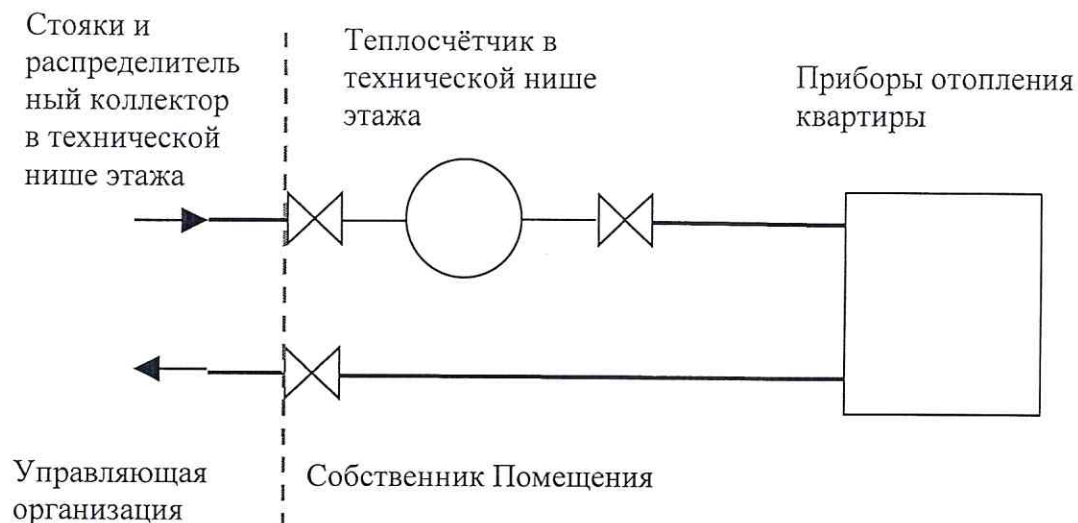 Стояки и
распределитель
ный коллектор
в технической
нише этажа
Теплосчётчик в
технической нише
этажа
Приборы отопления
квартиры
Управляющая
организация
Собственник Помещения